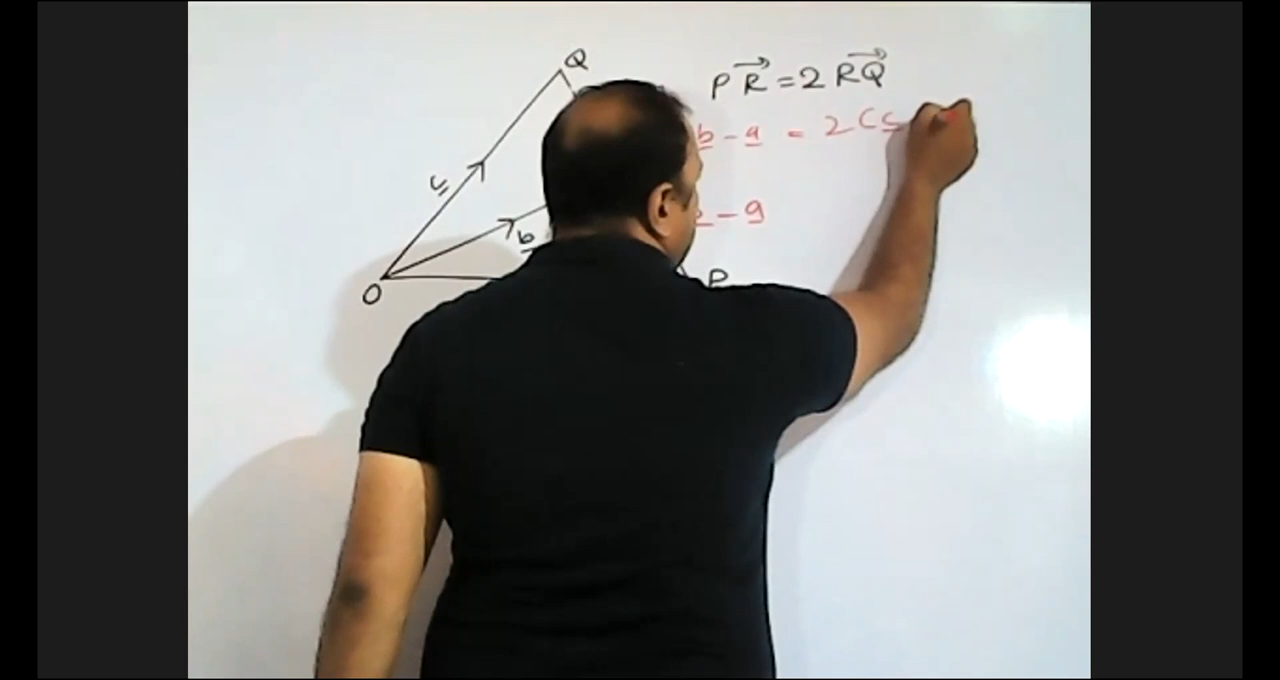 Q
PR = 2 RQ
b - a = 2(c
c
b
- a
O
P